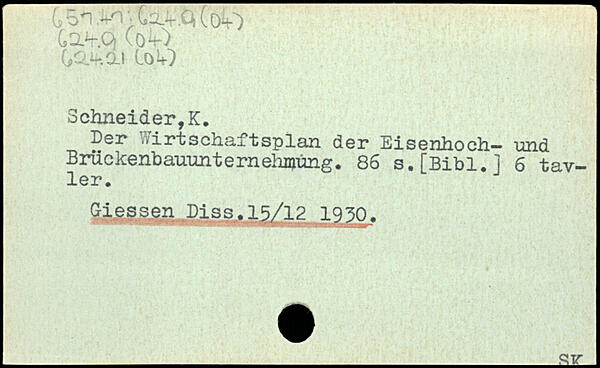 657.47:624.9(04)
624.9 (04)
624.21 (04)
Schneider,K.
Der Wirtschaftsplan der Eisenhoch- und
Brückenbauunternehmung. 86 s.[Bibl.] 6 tav-
ler.
Giessen Diss.15/12 1930.
SK